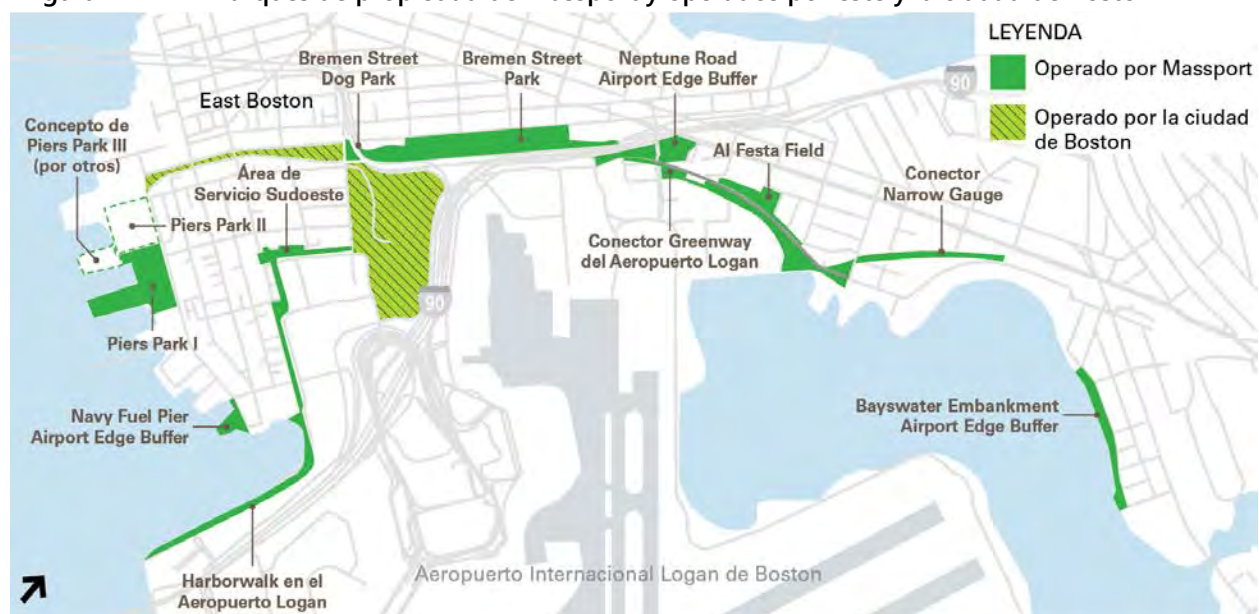 LEYENDA
Operado por Massport
Operado por la ciudad
de Boston
90
Bremen Street
Dog Park
Bremen Street
Park
Neptune Road
Airport Edge Buffer
East Boston
Concepto de
Piers Park III
(por otros)
Área de
Servicio Sudoeste
Al Festa Field
Conector
Narrow Gauge
Piers Park II
Conector Greenway
del Aeropuerto Logan
90
Piers Park I
Navy Fuel Pier
Airport Edge Buffer
Bayswater Embankment
Airport Edge Buffer
Harborwalk en el
Aeropuerto Logan
Aeropuerto Internacional Logan de Boston